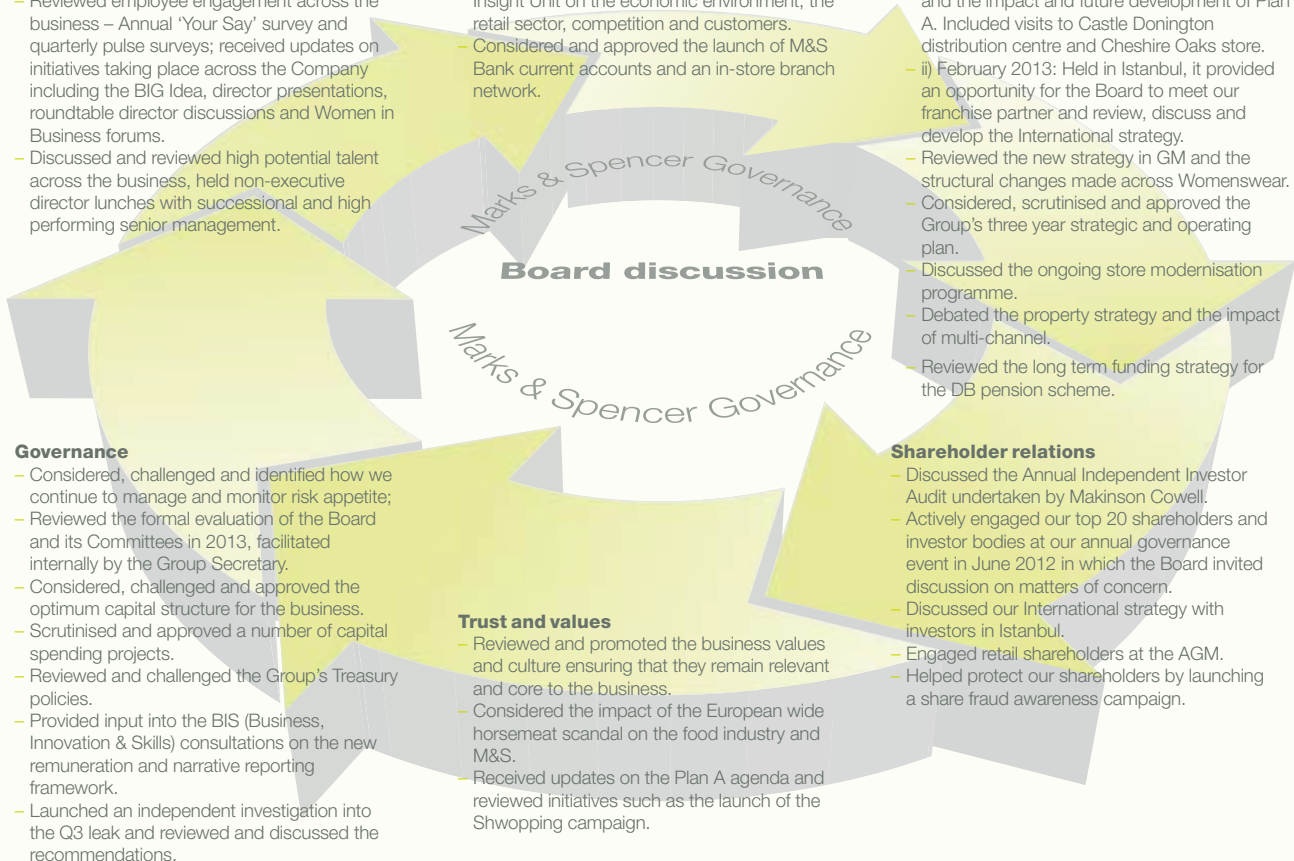 – Reviewed employee engagement across the
business – Annual ‘Your Say’ survey and
quarterly pulse surveys; received updates on
initiatives taking place across the Company
including the BIG Idea, director presentations,
roundtable director discussions and Women in
Business forums.
– Discussed and reviewed high potential talent
across the business, held non-executive
director lunches with successional and high
performing senior management.
Insight Unit on the economic environment, the
retail sector, competition and customers.
– Considered and approved the launch of M&S
Bank current accounts and an in-store branch
network.
and the impact and future development of Plan
A. Included visits to Castle Donington
distribution centre and Cheshire Oaks store.
– ii) February 2013: Held in Istanbul, it provided
an opportunity for the Board to meet our
franchise partner and review, discuss and
develop the International strategy.
– Reviewed the new strategy in GM and the
structural changes made across Womenswear.
– Considered, scrutinised and approved the
Group’s three year strategic and operating
plan.
– Discussed the ongoing store modernisation
programme.
– Debated the property strategy and the impact
of multi-channel.
– Reviewed the long term funding strategy for
the DB pension scheme.
Marks & Spencer Governance
Board discussion
Marks & Spencer Governance
Governance
– Considered, challenged and identified how we
continue to manage and monitor risk appetite;
– Reviewed the formal evaluation of the Board
and its Committees in 2013, facilitated
internally by the Group Secretary.
– Considered, challenged and approved the
optimum capital structure for the business.
– Scrutinised and approved a number of capital
spending projects.
– Reviewed and challenged the Group’s Treasury
policies.
– Provided input into the BIS (Business,
Innovation & Skills) consultations on the new
remuneration and narrative reporting
framework.
– Launched an independent investigation into
the Q3 leak and reviewed and discussed the
recommendations.
Trust and values
– Reviewed and promoted the business values
and culture ensuring that they remain relevant
and core to the business.
– Considered the impact of the European wide
horsemeat scandal on the food industry and
M&S.
– Received updates on the Plan A agenda and
reviewed initiatives such as the launch of the
Shwopping campaign.
Shareholder relations
– Discussed the Annual Independent Investor
Audit undertaken by Makinson Cowell.
– Actively engaged our top 20 shareholders and
investor bodies at our annual governance
event in June 2012 in which the Board invited
discussion on matters of concern.
– Discussed our International strategy with
investors in Istanbul.
– Engaged retail shareholders at the AGM.
– Helped protect our shareholders by launching
a share fraud awareness campaign.